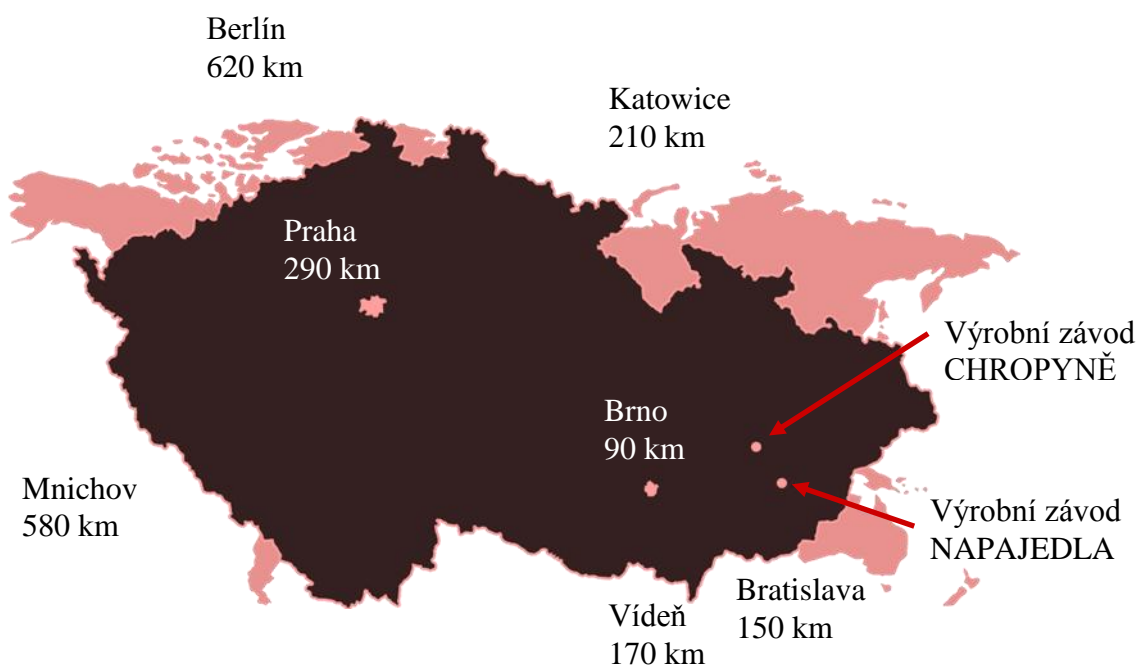 Berlín
620 km
Katowice
210 km
Praha
290 km
Výrobní závod
CHROPYNĚ
Brno
90 km
Mnichov
580 km
Výrobní závod
NAPAJEDLA
Bratislava
150 km
Vídeň
170 km